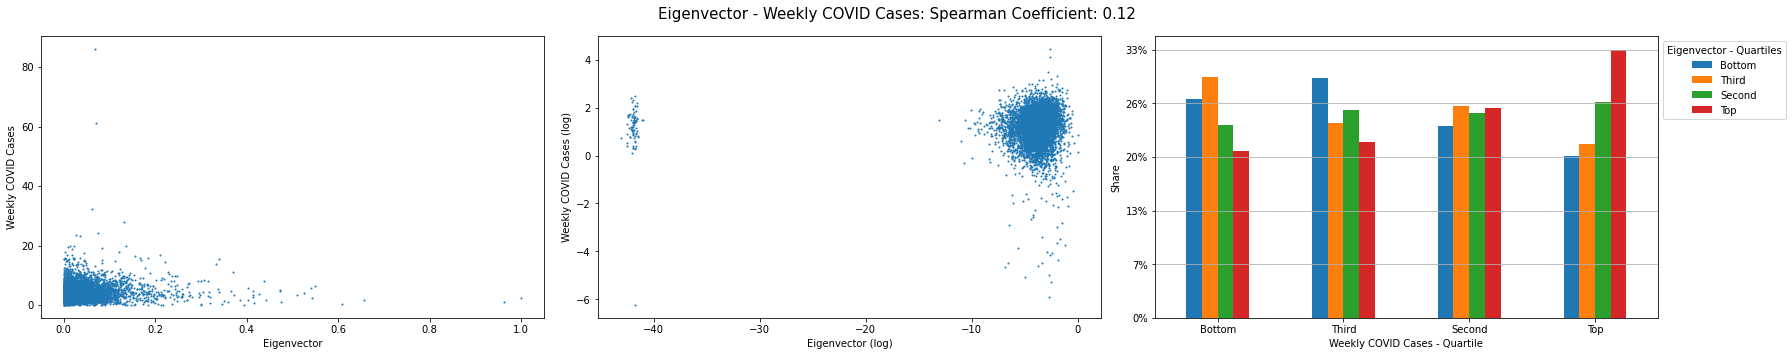 Eigenvector - Weekly COVID Cases: Spearman Coefficient: 0.12
Weekly COVID Cases
80
60
40
20
0
0.0 0.2 0.4 0.6 0.8 1.0
Eigenvector
Weekly COVID Cases (log)
4
2
0
−2
−4
−6
−40 −30 −20 −10 0
Eigenvector (log)
Share
33%
26%
20%
13%
7%
0%
Bottom Third Second Top
Weekly COVID Cases - Quartile
Eigenvector - Quartiles
Bottom
Third
Second
Top